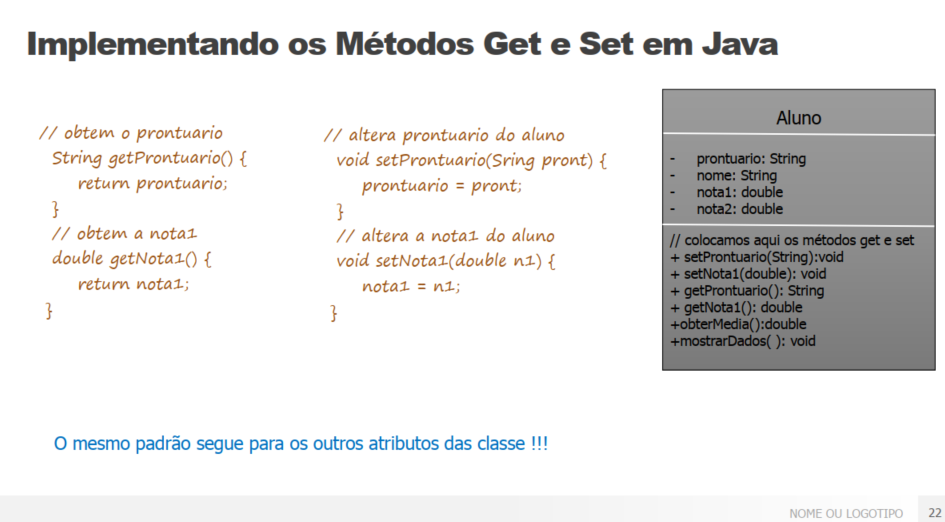 Implementando os Métodos Get e Set em Java
// obtem o prontuario
String getProntuario() {
return prontuario;
}
// obtem a nota1
double getNota1() {
return nota1;
}
// altera prontuario do aluno
void setProntuario(Sring pront) {
prontuario = pront;
}
// altera a nota1 do aluno
void setNota1(double n1) {
nota1 = n1;
}
Aluno
- prontuario: String
- nome: String
- nota1: double
- nota2: double
// colocamos aqui os métodos get e set
+ setProntuario(String):void
+ setNota1(double): void
+ getProntuario(): String
+ getNota1(): double
+obterMedia():double
+mostrarDados( ): void
O mesmo padrão segue para os outros atributos das classe !!!
NOME OU LOGOTIPO 22